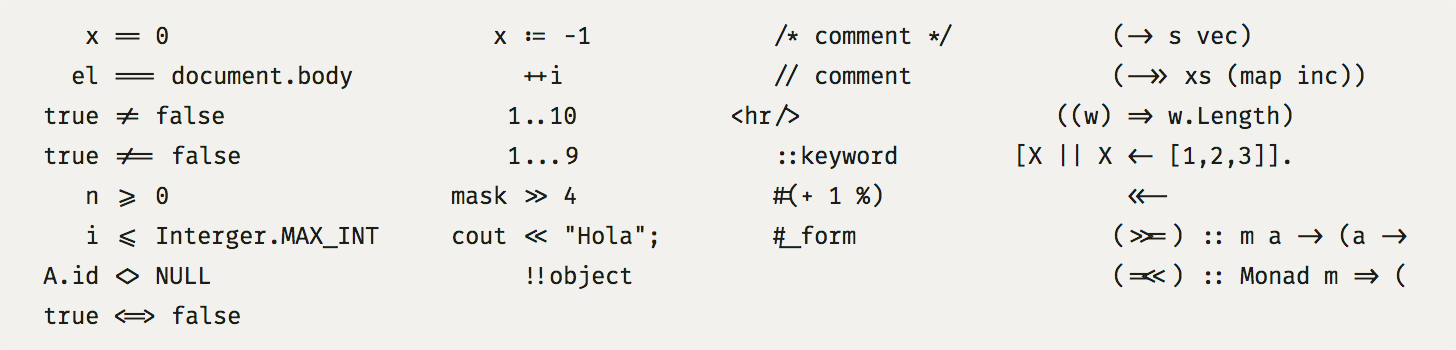 x == 0
el === document.body
true != false
true !== false
n >= 0
i <= Interger.MAX_INT
A.id <> NULL
true <=> false
x := -1
++i
1..10
1...9
mask >> 4
cout << "Hola";
!!object
/* comment */
// comment
<hr/>
::keyword
#(+ 1 %)
#_form
(-> s vec)
(->> xs (map inc))
((w) => w.Length)
[X || X <- [1,2,3]].
<<-
(>>=) :: m a -> (a ->
(=<<) :: Monad m => (